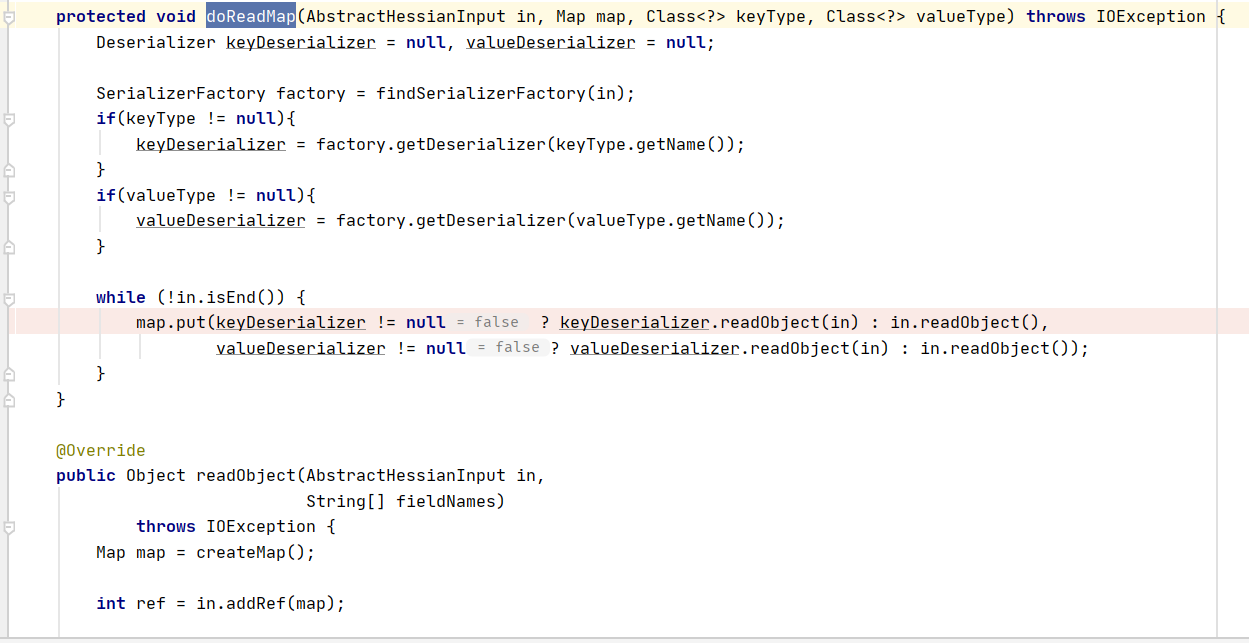 protected void doReadMap(AbstractHessianInput in, Map map, Class<?> keyType, Class<?> valueType) throws IOException {
Deserializer keyDeserializer = null, valueDeserializer = null;
SerializerFactory factory = findSerializerFactory(in);
if(keyType != null){
keyDeserializer = factory.getDeserializer(keyType.getName());
}
if(valueType != null){
valueDeserializer = factory.getDeserializer(valueType.getName());
}
while (!in.isEnd()) {
map.put(keyDeserializer != null = false ? keyDeserializer.readObject(in) : in.readObject(),
valueDeserializer != null = false ? valueDeserializer.readObject(in) : in.readObject());
}
}
@Override
public Object readObject(AbstractHessianInput in,
String[] fieldNames)
throws IOException {
Map map = createMap();
int ref = in.addRef(map);